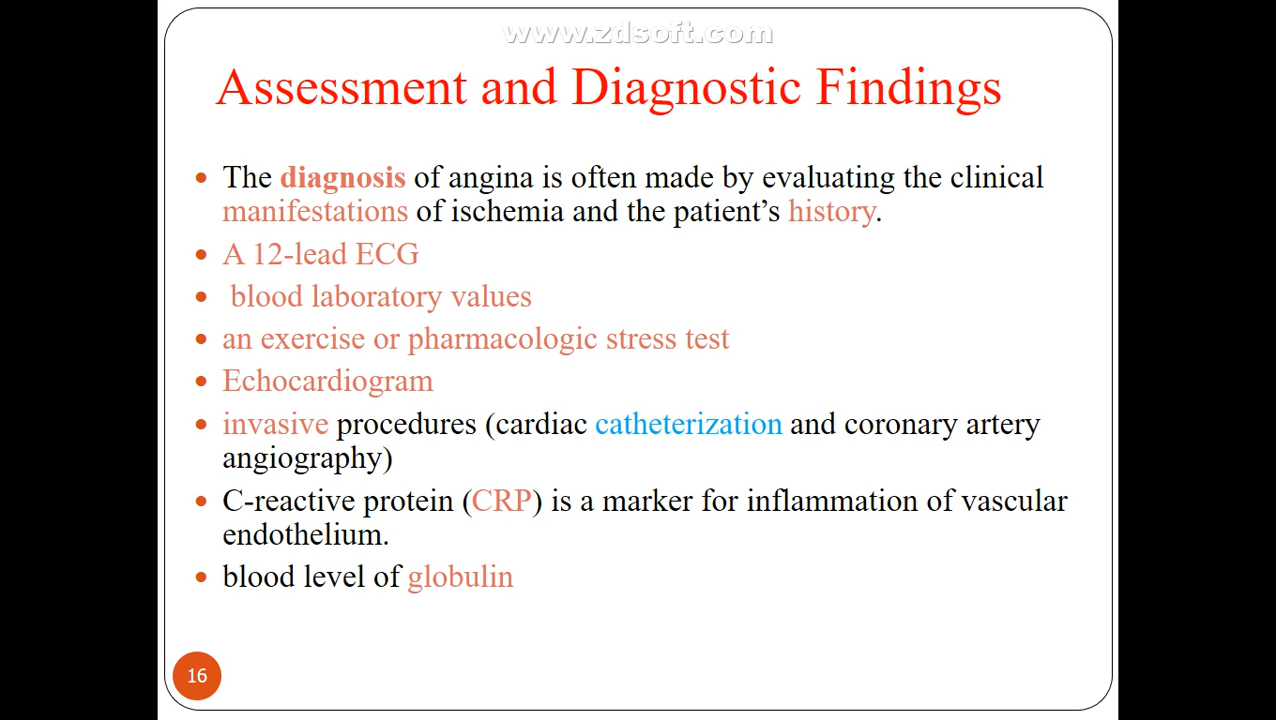 www.zdsoft.com
Assessment and Diagnostic Findings
• The diagnosis of angina is often made by evaluating the clinical
manifestations of ischemia and the patient’s history.
• A 12-lead ECG
• blood laboratory values
• an exercise or pharmacologic stress test
• Echocardiogram
• invasive procedures (cardiac catheterization and coronary artery
angiography)
• C-reactive protein (CRP) is a marker for inflammation of vascular
endothelium.
• blood level of globulin
16